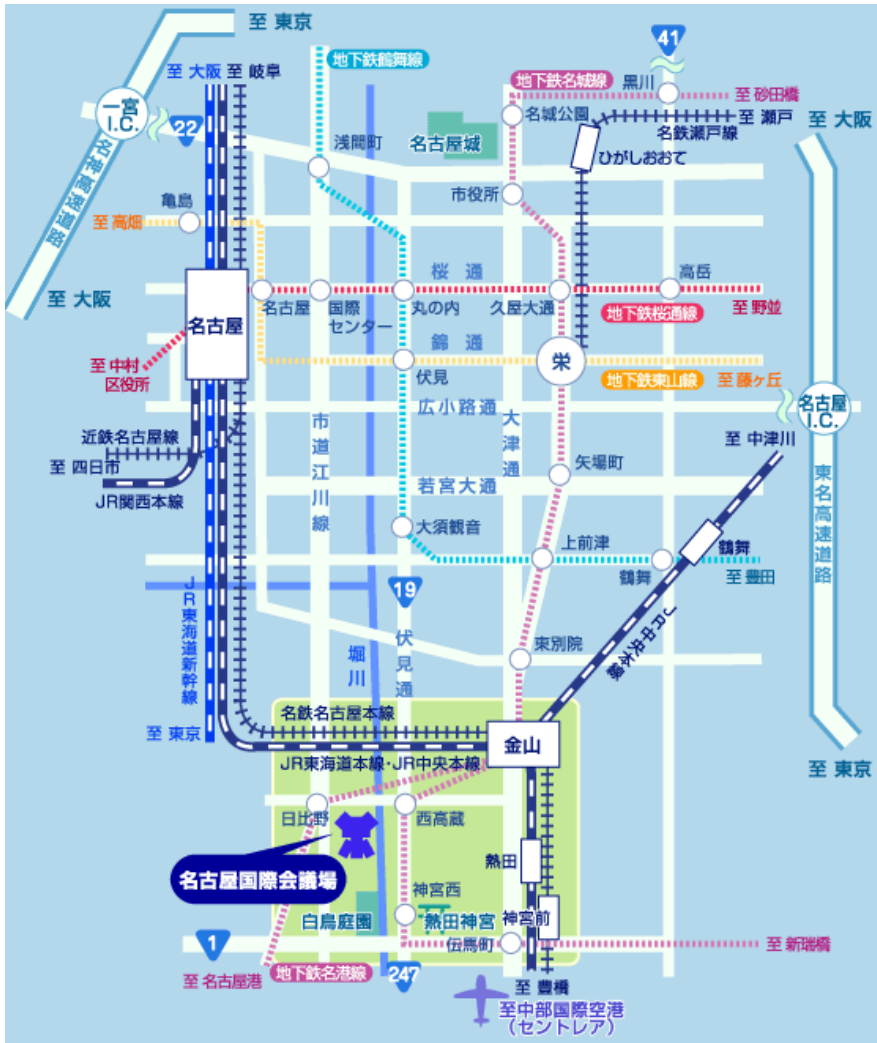 至 東京
41
地下鉄鶴舞線
至 大阪
至 岐阜
地下鉄名城線
黒川
至 砂田橋
一宮
I.C.
22
名城公園
至 瀬戸
名鉄瀬戸線
至 大阪
浅間町
名古屋城
ひがしおおて
名神高速道路
亀島
市役所
至 高畑
桜通
高岳
至 大阪
名古屋
名古屋
国際
センター
丸の内
久屋大通
至 野並
地下鉄桜通線
錦通
栄
至 中村
区役所
伏見
地下鉄東山線
至 藤ヶ丘
広小路通
名古屋
I.C.
市道江川線
大津通
近鉄名古屋線
至 中津川
至 四日市
矢場町
JR関西本線
若宮大通
東名高速道路
大須観音
上前津
鶴舞
鶴舞
至 豊田
JR東海道新幹線
19
JR中央本線
堀川
伏見通
東別院
名鉄名古屋本線
至 東京
金山
JR東海道本線・JR中央本線
至 東京
日比野
西高蔵
名古屋国際会議場
熱田
神宮西
白鳥庭園
熱田神宮
神宮前
1
伝馬町
至 新瑞橋
至 名古屋港
地下鉄名港線
247
至 豊橋
至中部国際空港
(セントレア)